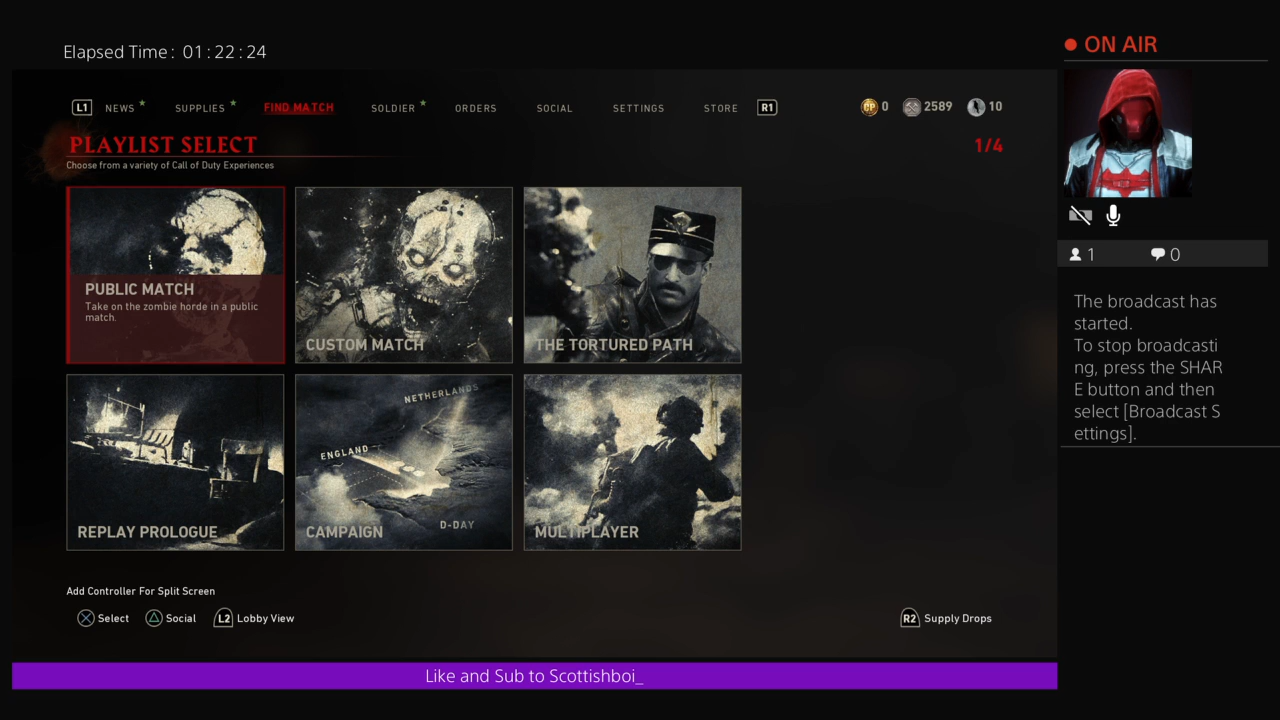 Elapsed Time: 01:22:24
ON AIR
L1 NEWS SUPPLIES FIND MATCH SOLDIER ORDERS SOCIAL SETTINGS STORE R1 CP 0 2589 10
PLAYLIST SELECT
1/4
Choose from a variety of Call of Duty Experiences
PUBLIC MATCH
Take on the zombie horde in a public
match.
CUSTOM MATCH
THE TORTURED PATH
1
0
The broadcast has
started.
To stop broadcasti
ng, press the SHAR
E button and then
select [Broadcast S
ettings].
NETHERLANDS
ENGLAND
D-DAY
REPLAY PROLOGUE
CAMPAIGN
MULTIPLAYER
Add Controller For Split Screen
Select Social L2 Lobby View
R2 Supply Drops
Like and Sub to Scottishboi_